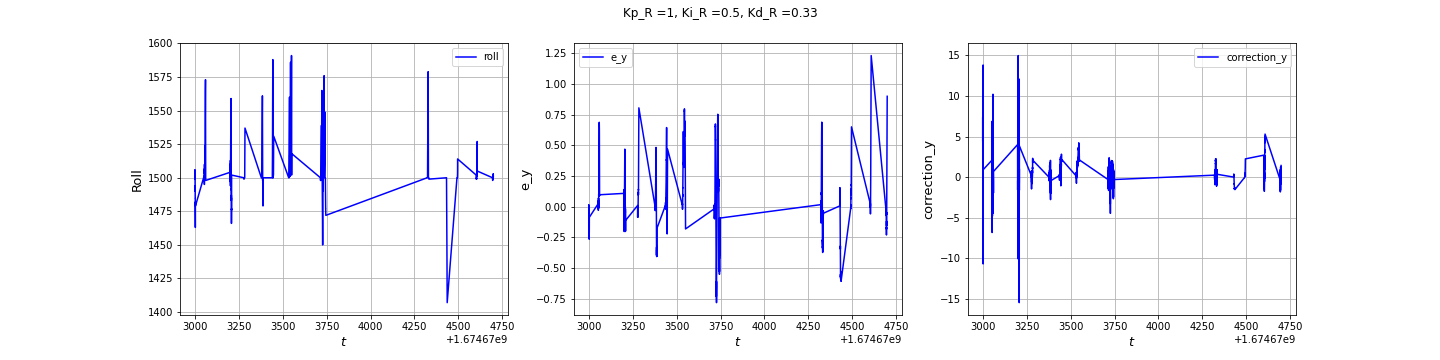 Kp_R =1, Ki_R =0.5, Kd_R =0.33
1600
1575
1550
1525
1500
1475
1450
1425
1400
Roll
roll
3000 3250 3500 3750 4000 4250 4500 4750
+1.67467e9
t
1.25
1.00
0.75
0.50
0.25
0.00
−0.25
−0.50
−0.75
e_y
e_y
3000 3250 3500 3750 4000 4250 4500 4750
+1.67467e9
t
15
10
5
0
−5
−10
−15
correction_y
correction_y
3000 3250 3500 3750 4000 4250 4500 4750
+1.67467e9
t